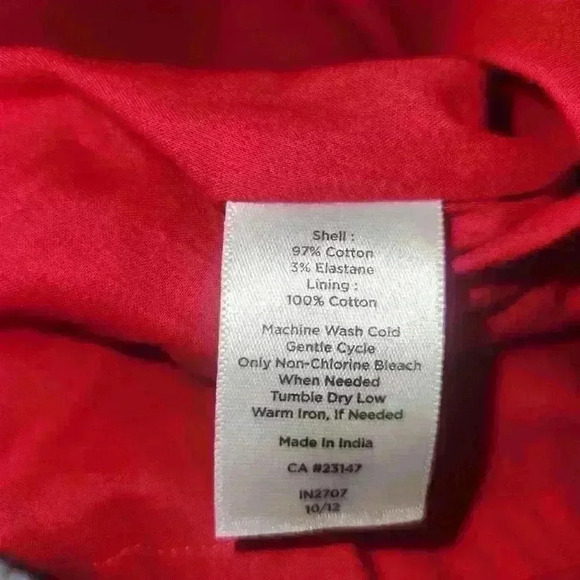 Shell :
97% Cotton
3% Elastane
Lining :
100% Cotton
Machine Wash Cold
Gentle Cycle
Only Non-Chlorine Bleach
When Needed
Tumble Dry Low
Warm Iron, If Needed
Made In India
CA #23147
IN2707
10/12